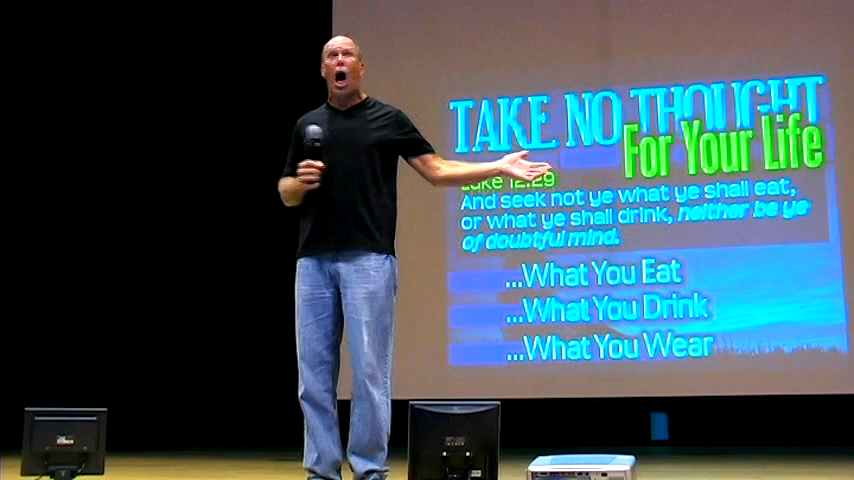 TAKE NO THOUGHT
For Your Life
Luke 12:29
And seek not ye what ye shall eat,
or what ye shall drink, neither be ye
of doubtful mind.
...What You Eat
...What You Drink
...What You Wear